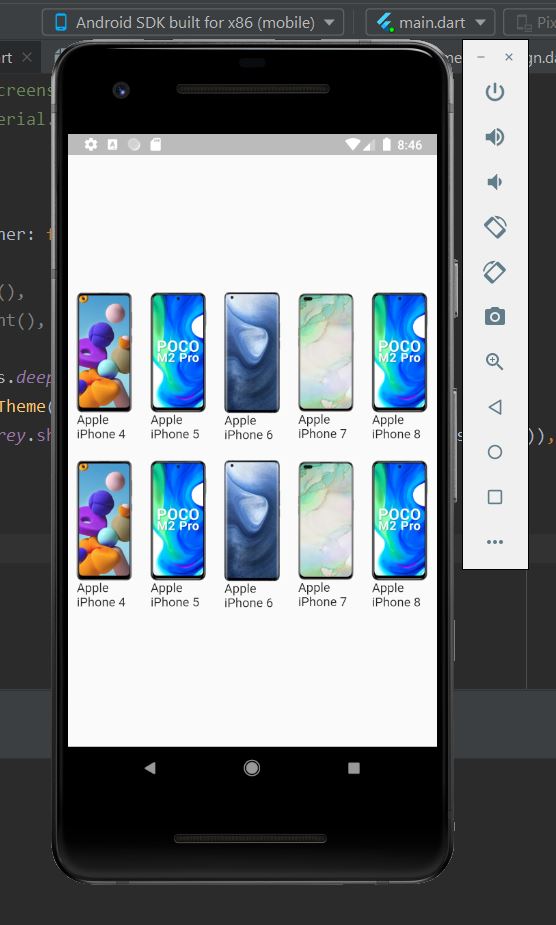 Android SDK built for x86 (mobile)
main.dart
Pix
rt
gn.da
creens
erial.
8:46
ner: f
(),
nt(),
s.deep
Theme(
rey.sh
)),
POCO
M2 Pro
POCO
M2 Pro
Apple
iPhone 4
Apple
iPhone 5
Apple
iPhone 6
Apple
iPhone 7
Apple
iPhone 8
POCO
M2 Pro
POCO
M2 Pro
Apple
iPhone 4
Apple
iPhone 5
Apple
iPhone 6
Apple
iPhone 7
Apple
iPhone 8